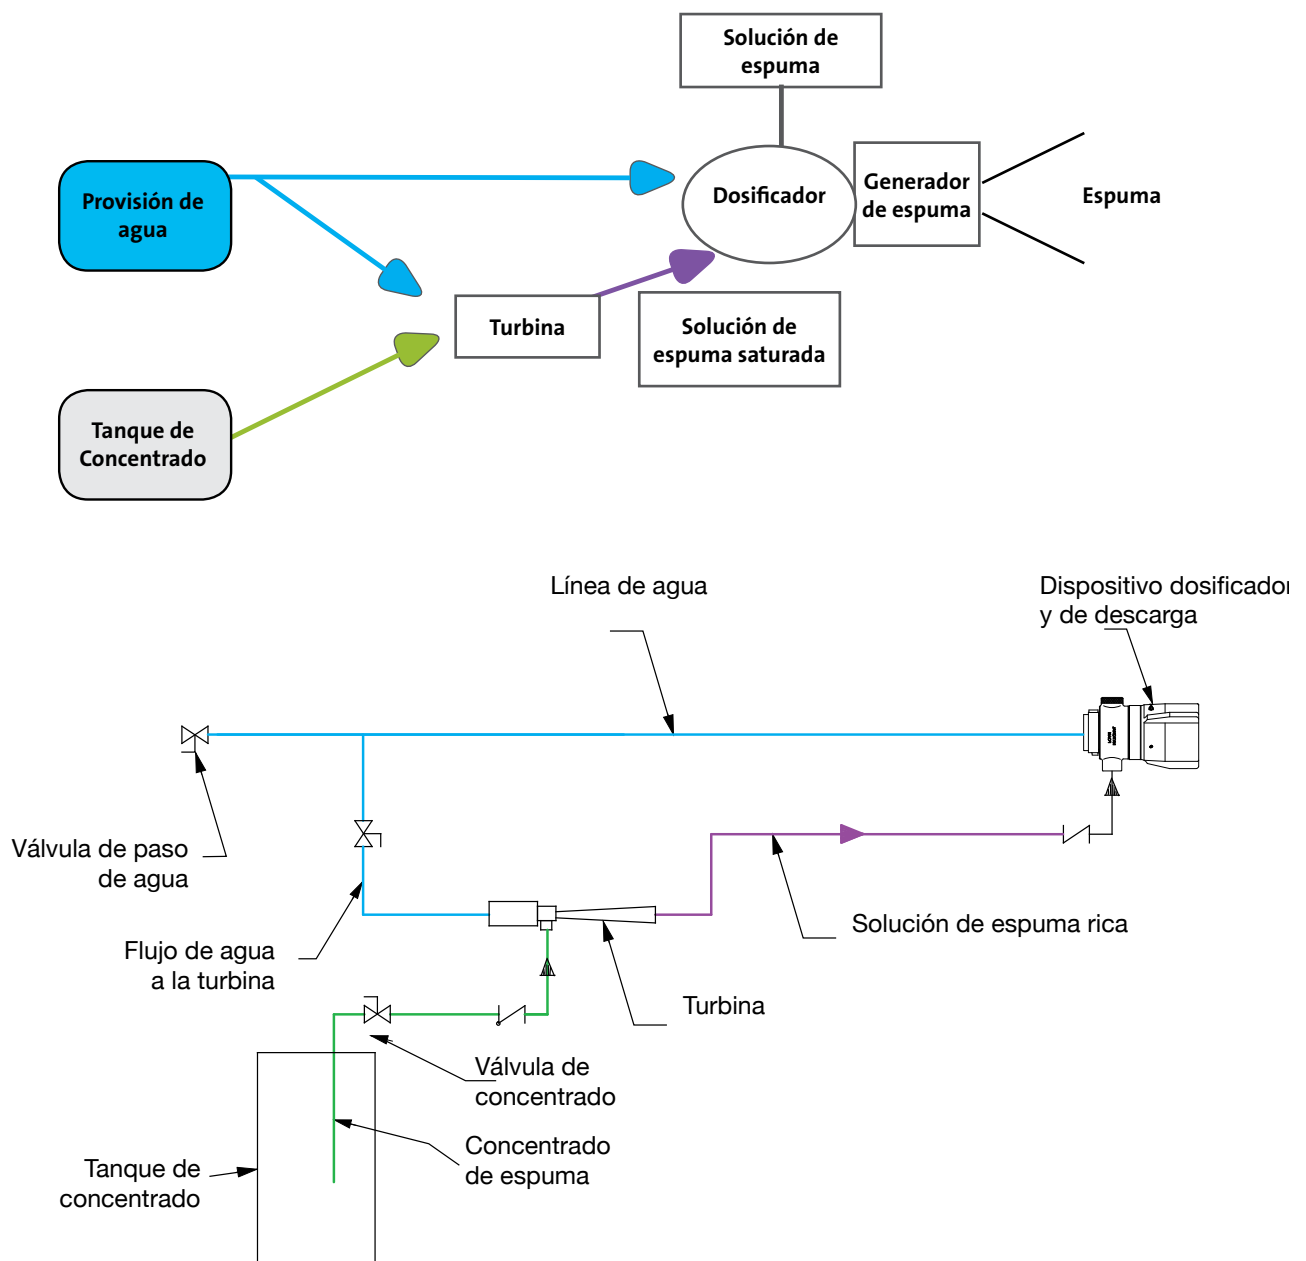 Solución de
espuma
Provisión de
agua
Dosificador
Generador
de espuma
Espuma
Turbina
Solución de
espuma saturada
Tanque de
Concentrado
Línea de agua
Dispositivo dosificador
y de descarga
Válvula de paso
de agua
Flujo de agua
a la turbina
Solución de espuma rica
Turbina
Válvula de
concentrado
Concentrado
de espuma
Tanque de
concentrado